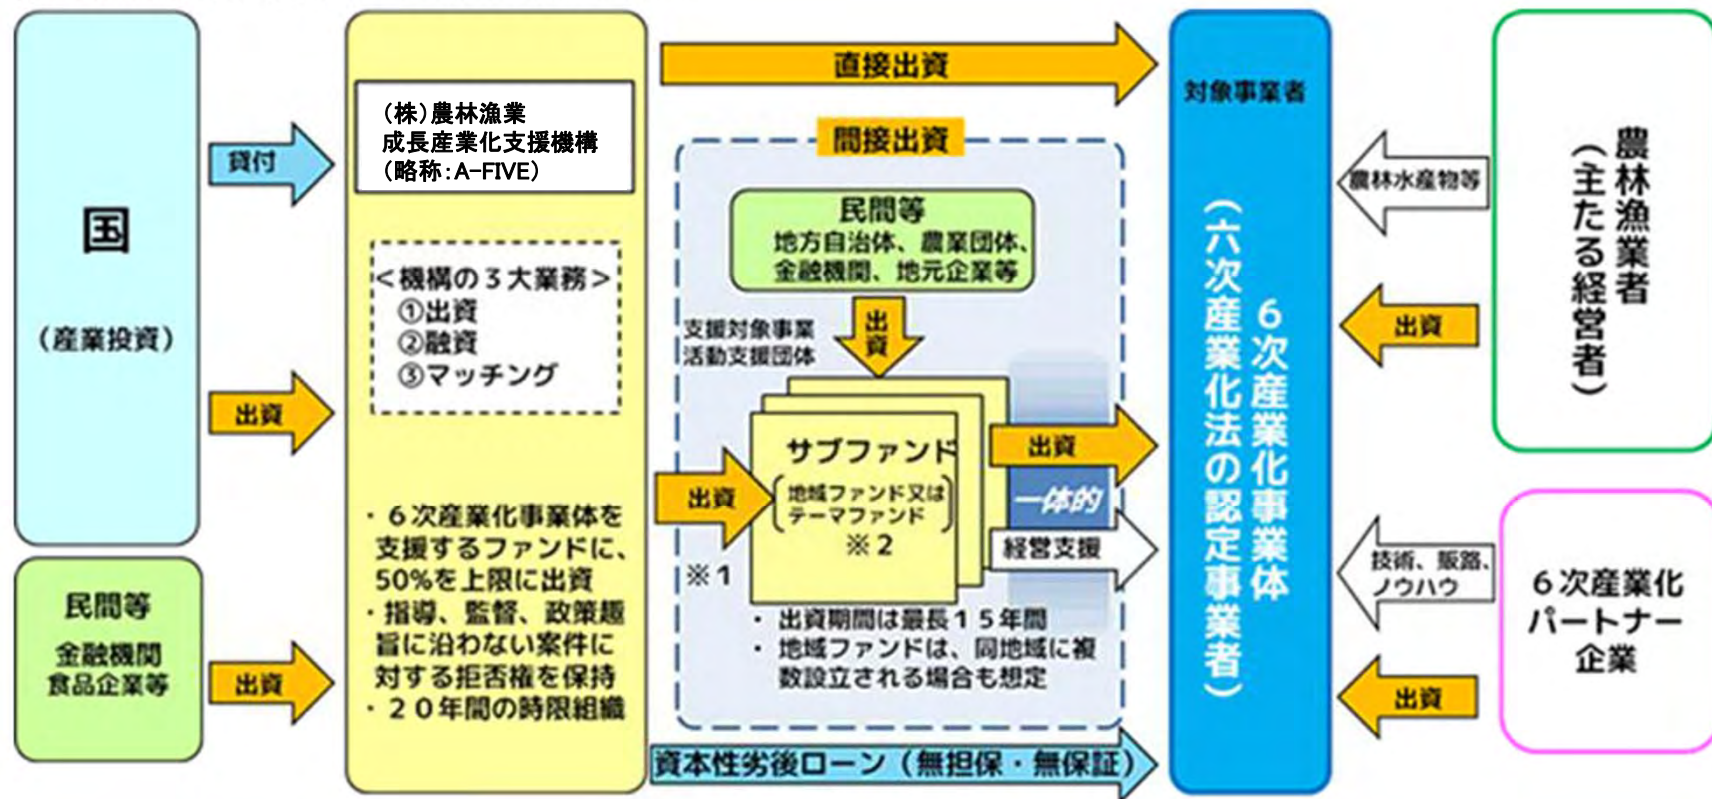 国
（産業投資）
民間等
金融機関
食品企業等
貸付
出資
出資
（株）農林漁業
成長産業化支援機構
（略称：A-FIVE）
＜機構の３大業務＞
①出資
②融資
③マッチング
・６次産業化事業体を
支援するファンドに、
50%を上限に出資
・指導、監督、政策趣
旨に沿わない案件に
対する拒否権を保持
・２０年間の時限組織
直接出資
間接出資
民間等
地方自治体、農業団体、
金融機関、地元企業等
出資
支援対象事業
活動支援団体
出資
※１
サブファンド
地域ファンド又は
テーマファンド
※２
出資
一体的
経営支援
・ 出資期間は最長１５年間
・ 地域ファンドは、同地域に複
数設立される場合も想定
資本性劣後ローン（無担保・無保証）
対象事業者
６次産業化事業体
（六次産業化法の認定事業者）
農林水産物等
出資
技術、販路、
ノウハウ
出資
農林漁業者
（主たる経営者）
６次産業化
パートナー
企業